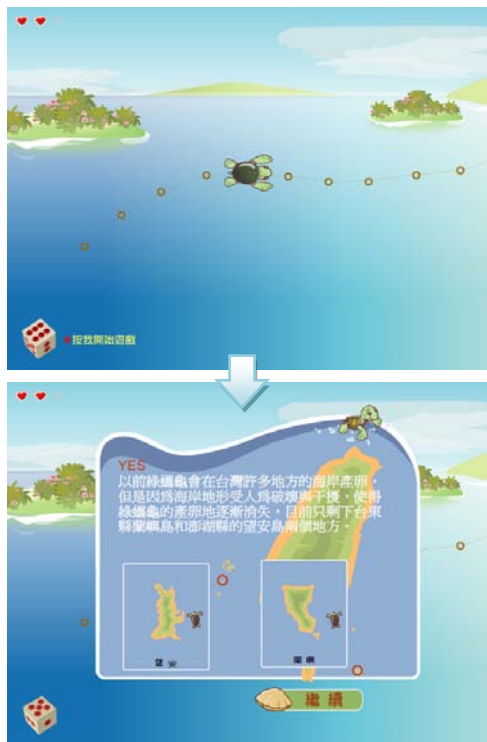 按我開始遊戲
YES
以前綠蠵龜會在台灣許多地方的海岸產卵，
但是因為海岸地形受人為破壞與干擾，使得
綠蠵龜的產卵地逐漸消失，目前只剩下台東
縣蘭嶼島和澎湖縣的望安島兩個地方。
望安
蘭嶼
繼續